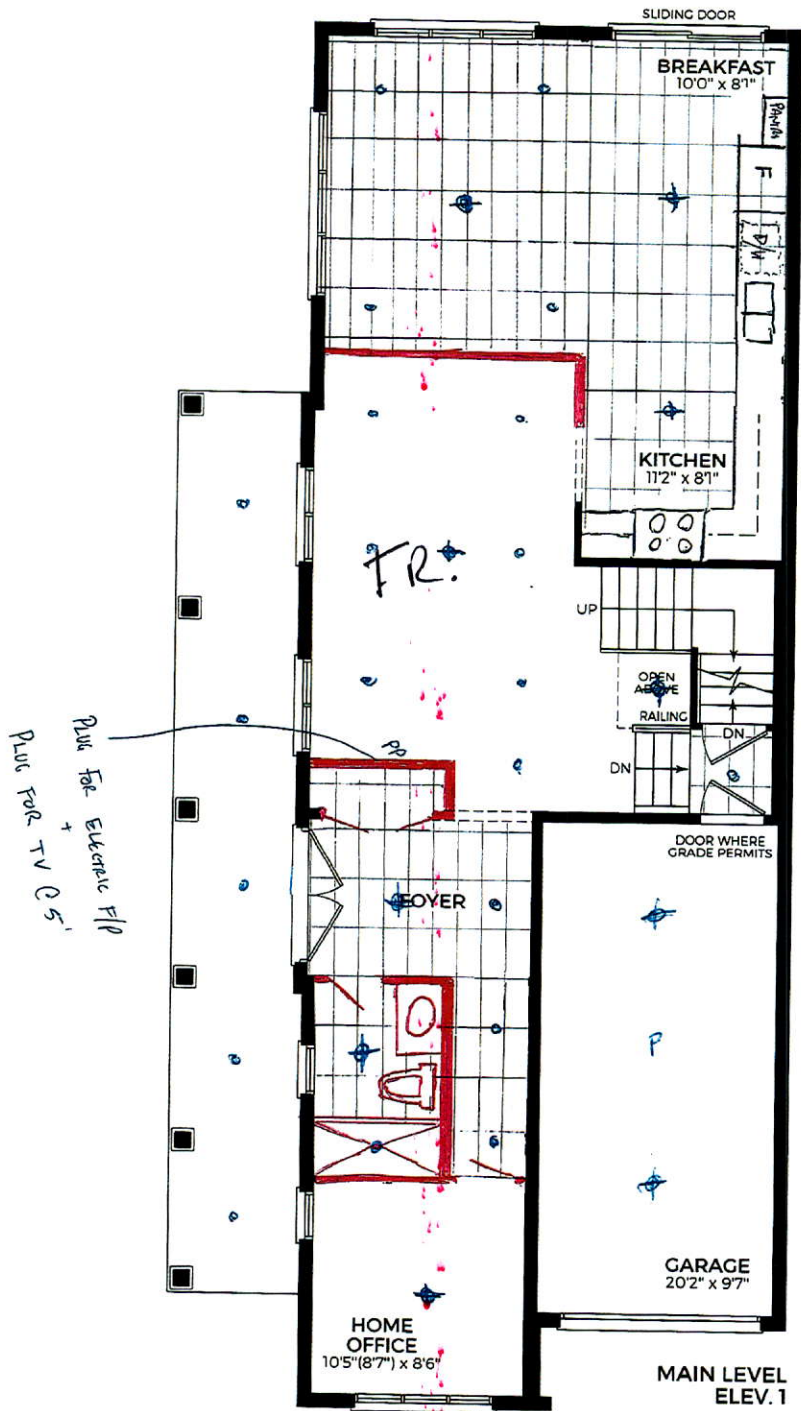 SLIDING DOOR
BREAKFAST
10'0" x 8'1"
PANTRY
F
D/W
KITCHEN
11'2" x 8'1"
FR.
UP
OPEN
ABOVE
RAILING
DN
DN
PP
PLUG FOR ELECTRIC F/P
+
PLUG FOR TV @ 5'
DOOR WHERE
GRADE PERMITS
FOYER
P
GARAGE
20'2" x 9'7"
HOME
OFFICE
10'5"(8'7") x 8'6"
MAIN LEVEL
ELEV. 1